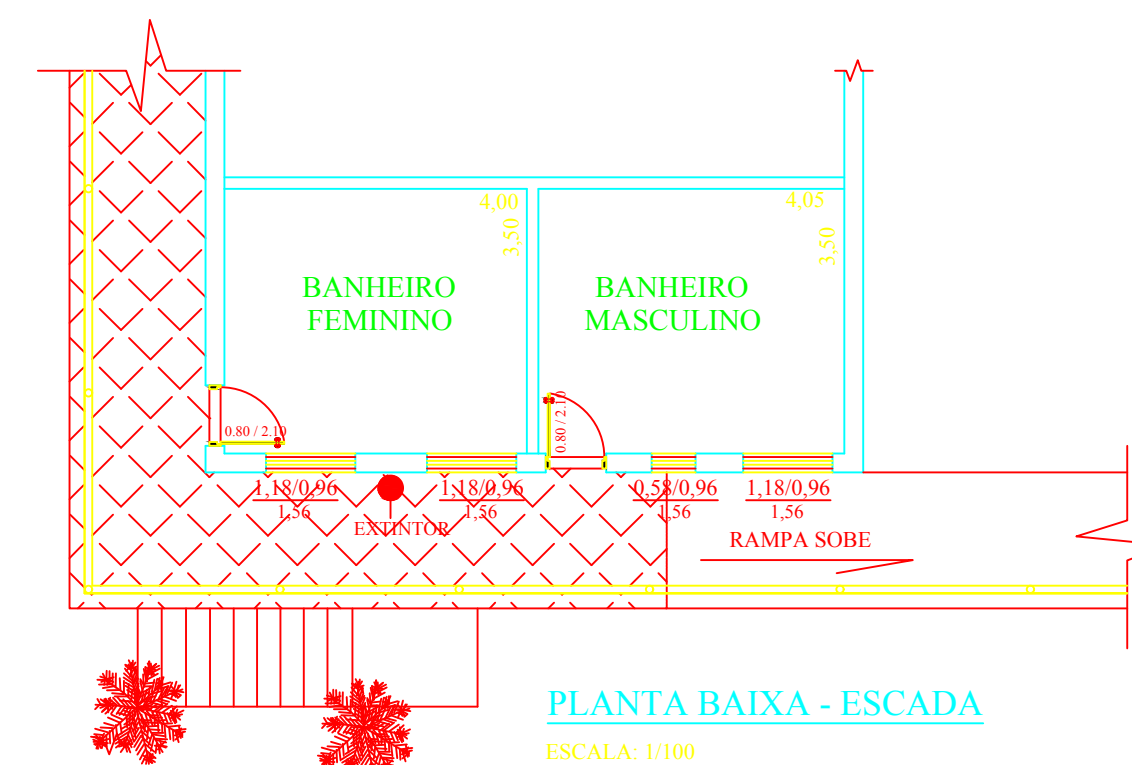 4,00
3,50
4,05
3,50
BANHEIRO
FEMININO
BANHEIRO
MASCULINO
0.80 / 2.10
0.80 / 2.10
1,18/0,96
1,56
EXTINTOR
1,18/0,96
1,56
0,58/0,96
1,56
1,18/0,96
1,56
RAMPA SOBE
PLANTA BAIXA - ESCADA
ESCALA: 1/100